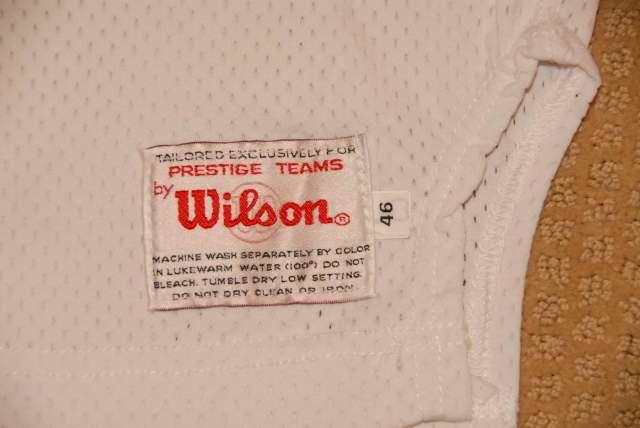 TAILORED EXCLUSIVELY FOR
PRESTIGE TEAMS
by
Wilson®
46
MACHINE WASH SEPARATELY BY COLOR
IN LUKEWARM WATER (100°) DO NOT
BLEACH. TUMBLE DRY LOW SETTING.
DO NOT DRY CLEAN OR IRON.